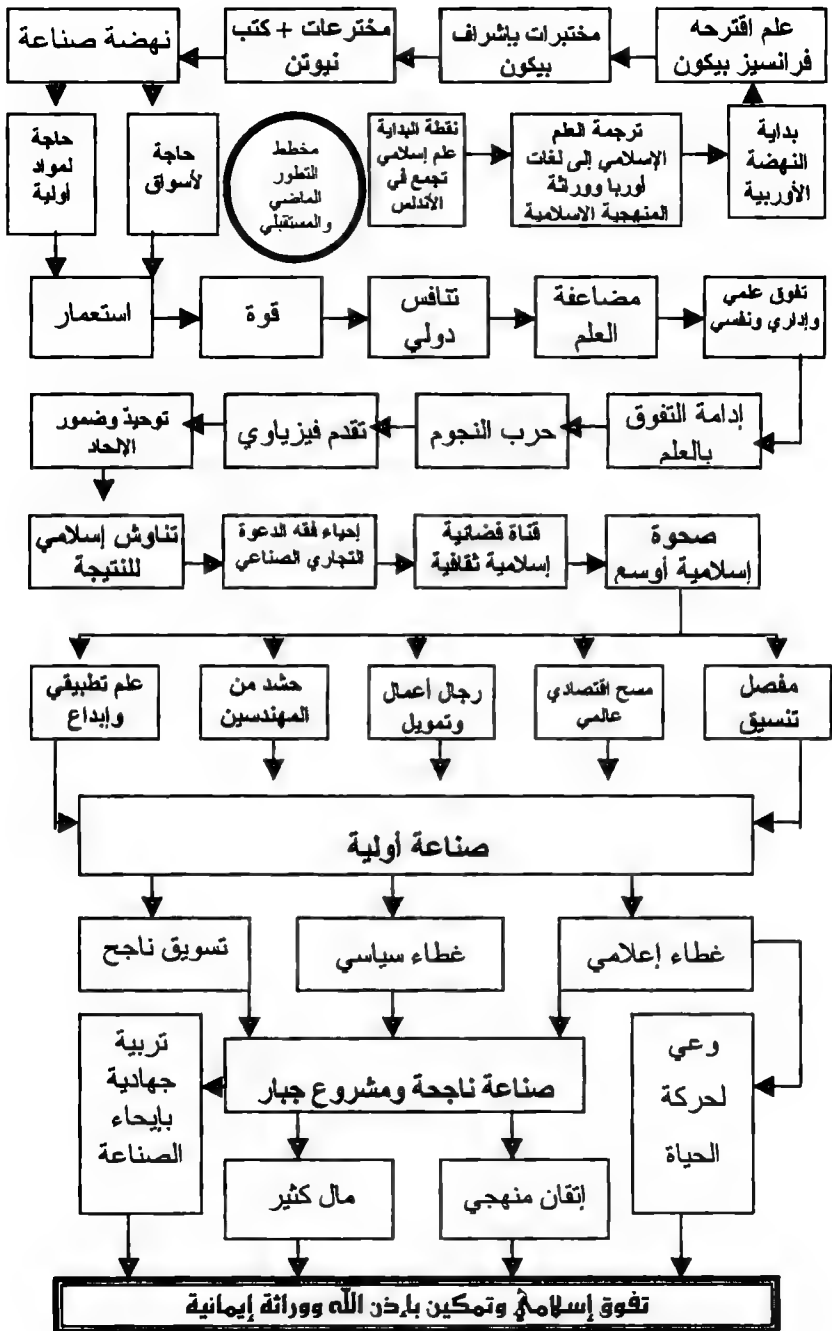 علم اقترحه
فرانسيز بيكون
مختبرات بإشراف
بيكون
مخترعات + كتب
نيوتن
نهضة صناعة
بداية
النهضة
الأوربية
ترجمة العلم
الإسلامي إلى لغات
أوربا ووراثة
المنهجية الاسلامية
نقطة البداية
علم إسلامي
تجمع في
الأندلس
مخطط
التطور
الماضي
والمستقبلي
حاجة
لأسواق
حاجة
لمواد
أولية
استعمار
قوة
تنافس
دولي
مضاعفة
العلم
تفوق علمي
وإداري ونفسي
إدامة التفوق
بالعلم
حرب النجوم
تقدم فيزياوي
توحيد وضمور
الإلحاد
تناوش إسلامي
للنتيجة
إحياء فقه الدعوة
التجاري الصناعي
قناة فضائية
إسلامية ثقافية
صحوة
إسلامية أوسع
مفصل
تنسيق
مسح اقتصادي
عالمي
رجال أعمال
وتمويل
حشد من
المهندسين
علم تطبيقي
وإبداع
صناعة أولية
غطاء إعلامي
غطاء سياسي
تسويق ناجح
وعي
لحركة
الحياة
صناعة ناجحة ومشروع جبار
تربية
جهادية
بإيحاء
الصناعة
إتقان منهجي
مال كثير
تفوق إسلامي وتمكين بإذن الله ووراثة إيمانية